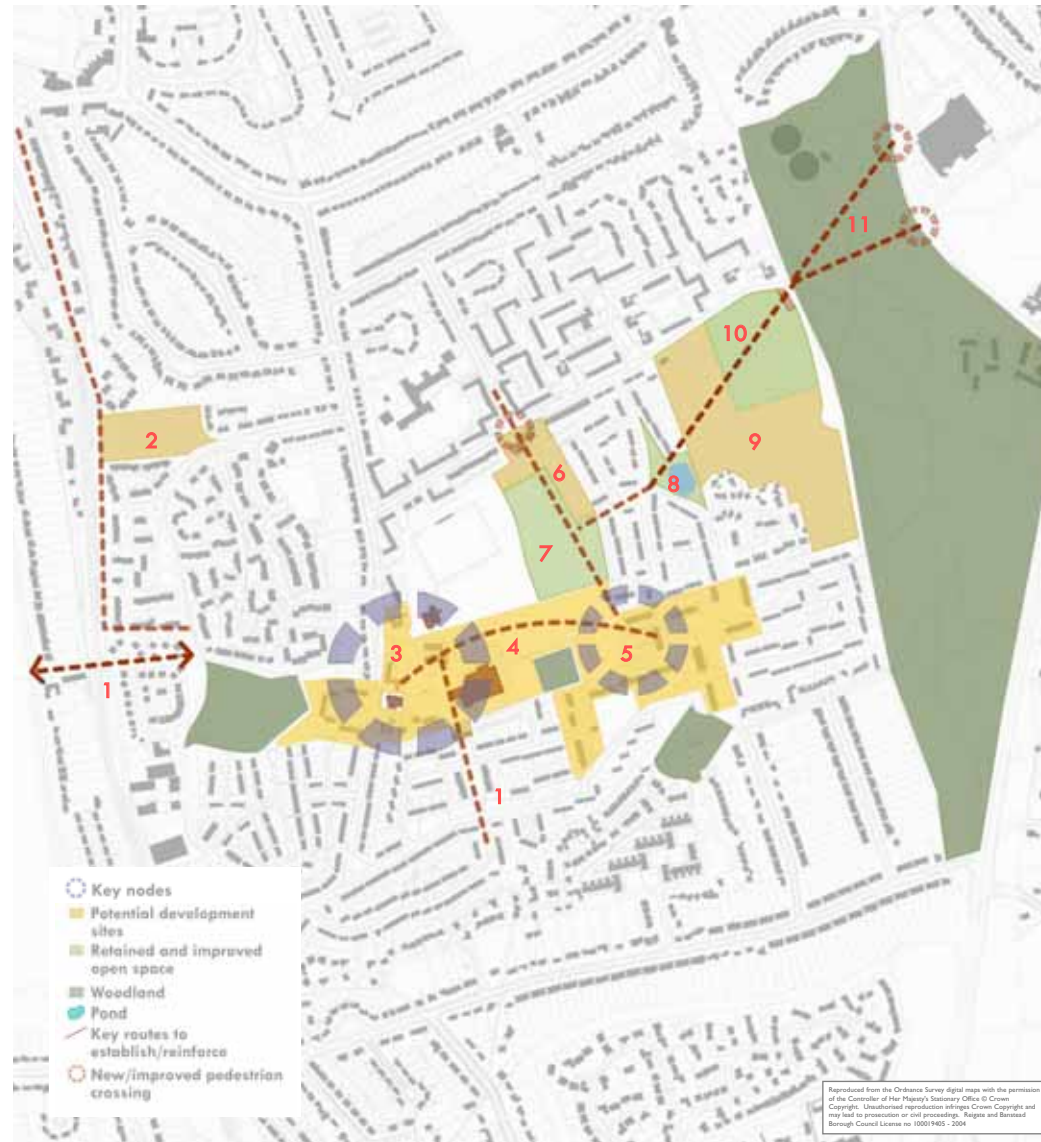 11
10
2
9
6
8
7
3
4
5
1
1
Key nodes
Potential development
sites
Retained and improved
open space
Woodland
Pond
Key routes to
establish/reinforce
New/improved pedestrian
crossing
Reproduced from the Ordnance Survey digital maps with the permission
of the Controller of Her Majesty's Stationery Office © Crown
Copyright. Unauthorised reproduction infringes Crown Copyright and
may lead to prosecution or civil proceedings. Reigate and Banstead
Borough Council License no 100019405 - 2004